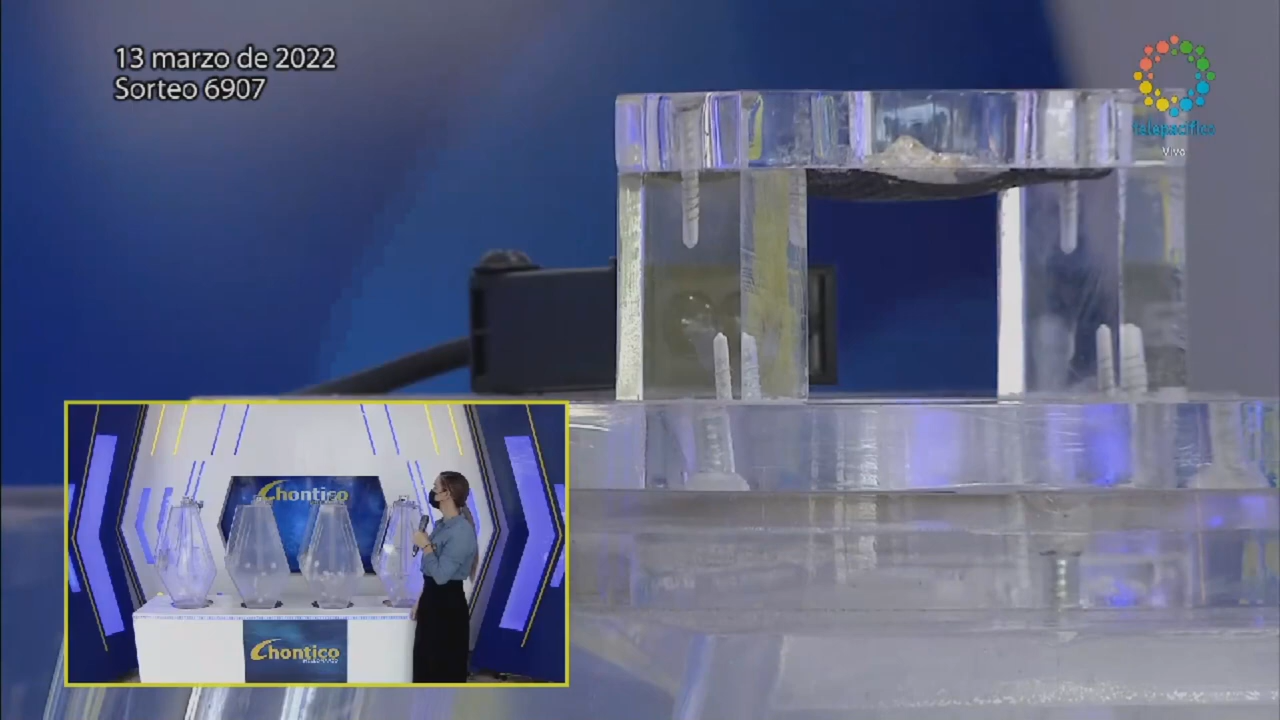 13 marzo de 2022
Sorteo 6907
telepacífico
Vivo
Chontico
Chontico